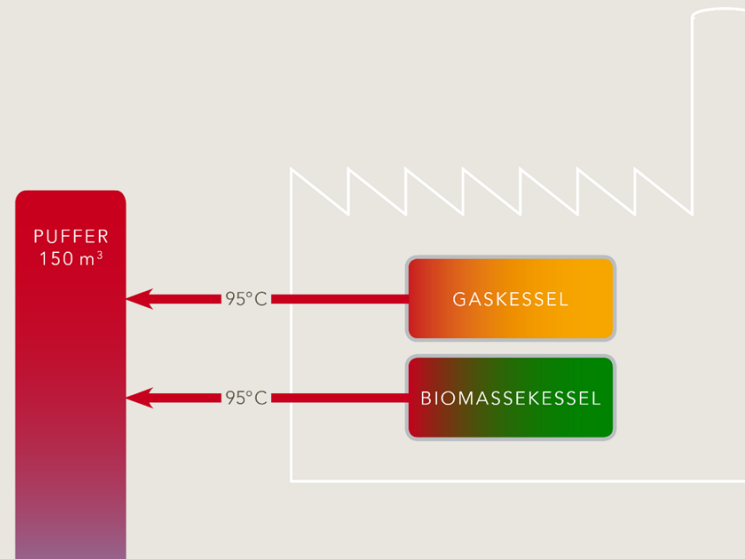 PUFFER
150 m³
95°C
GASKESSEL
95°C
BIOMASSEKESSEL